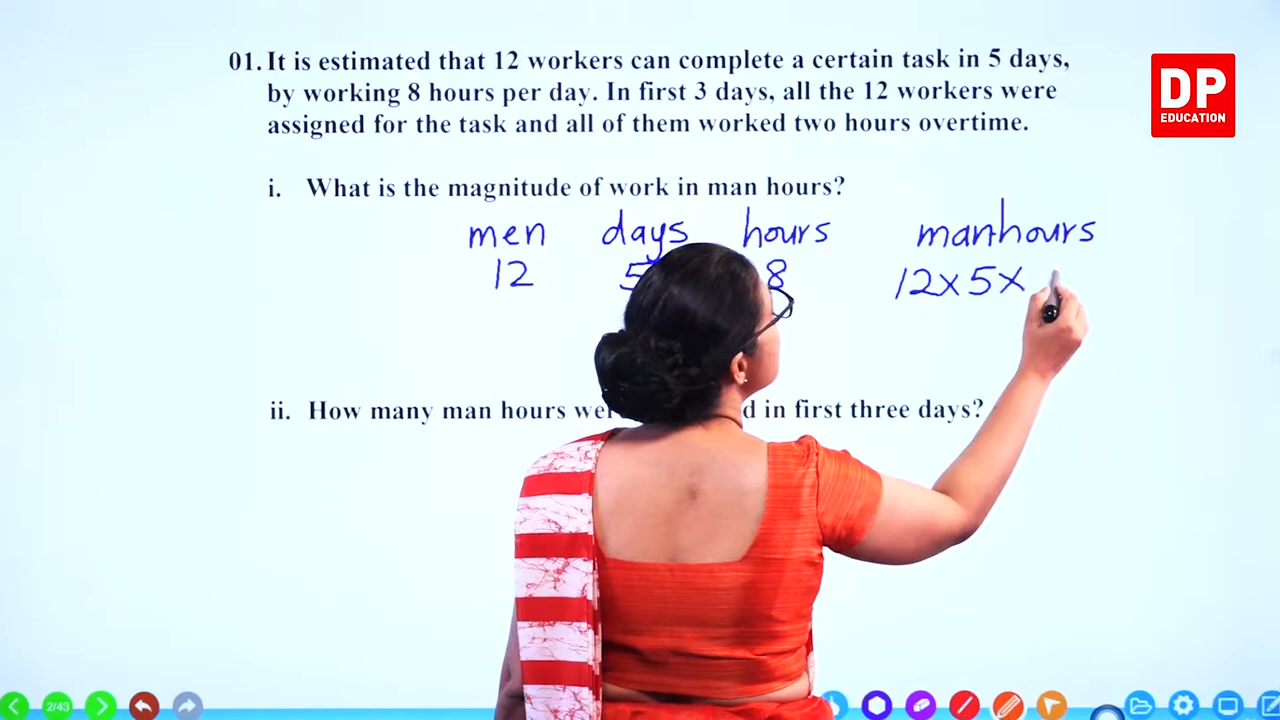 01. It is estimated that 12 workers can complete a certain task in 5 days,
by working 8 hours per day. In first 3 days, all the 12 workers were
assigned for the task and all of them worked two hours overtime.
DP
EDUCATION
i. What is the magnitude of work in man hours?
men days hours manhours
12 5 8 12x5x
ii. How many man hours in first three days?
2/43